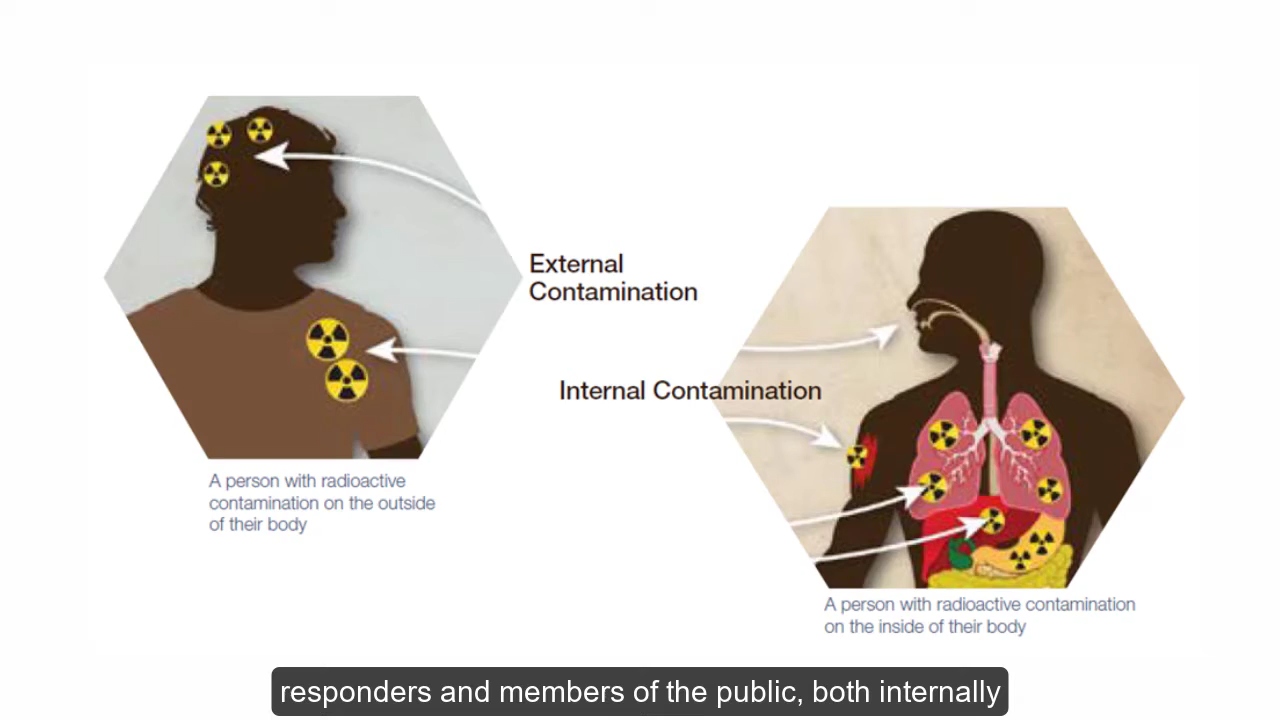 External
Contamination
Internal Contamination
A person with radioactive
contamination on the outside
of their body
A person with radioactive contamination
on the inside of their body
responders and members of the public, both internally